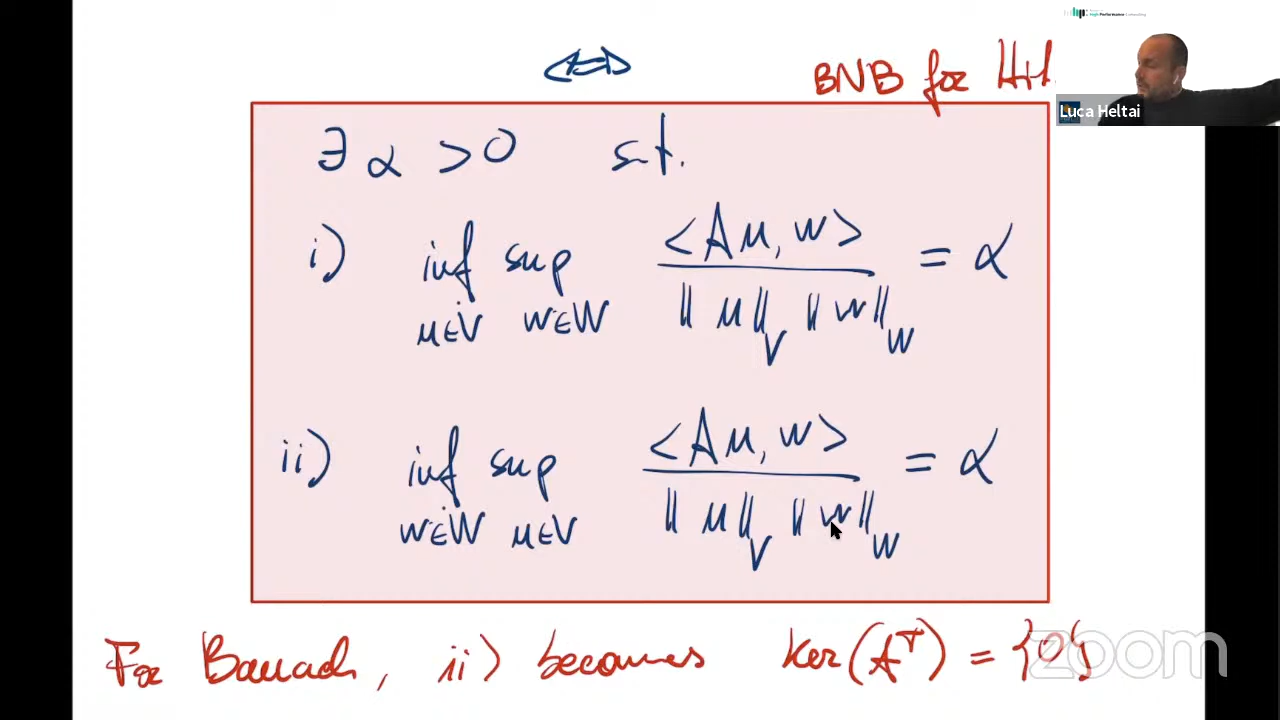 ⇔
BNB for Hil
Luca Heltai
∃ α > 0 s.t.
i) inf sup <Au, w> = α
u∈V w∈W ‖u‖_V ‖w‖_W
ii) inf sup <Au, w> = α
w∈W u∈V ‖u‖_V ‖w‖_W
For Banach, ii) becomes ker(A^T) = {0}
zoom